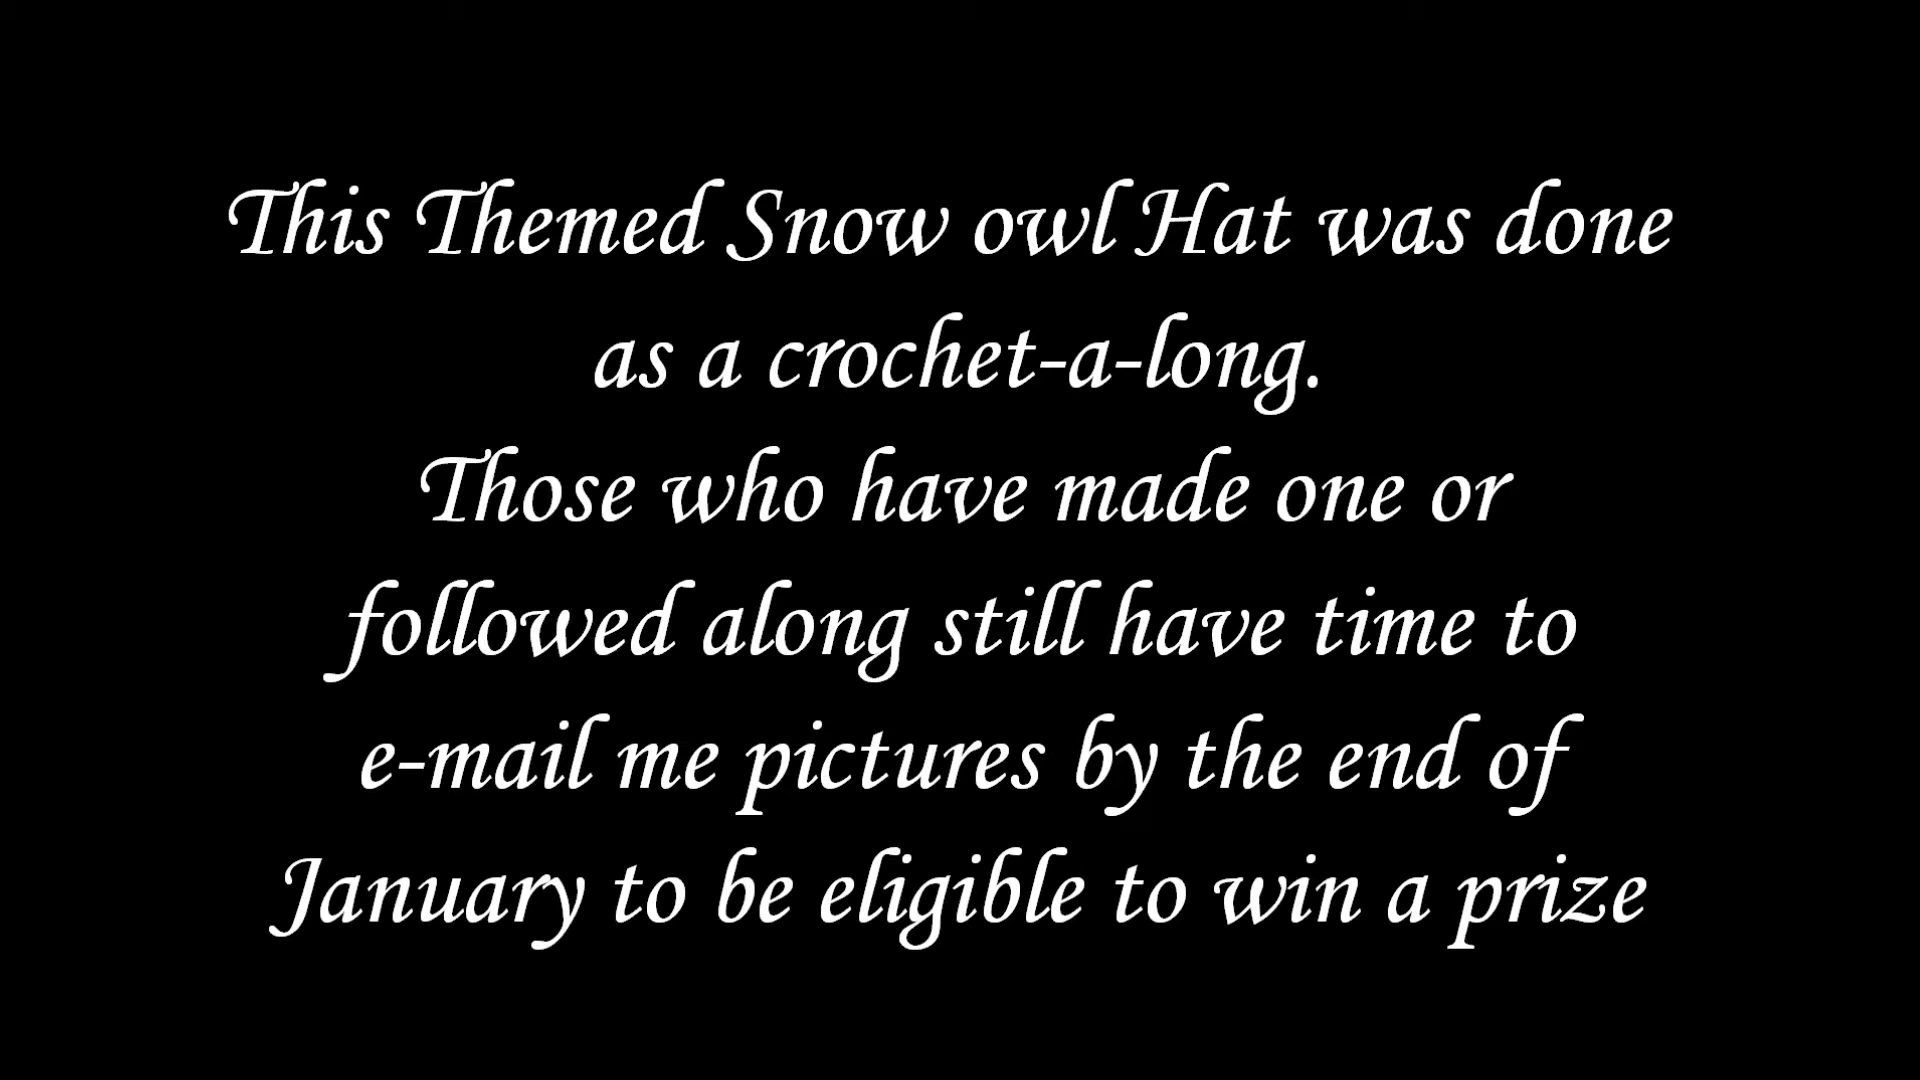 This Themed Snow owl Hat was done
as a crochet-a-long.
Those who have made one or
followed along still have time to
e-mail me pictures by the end of
January to be eligible to win a prize